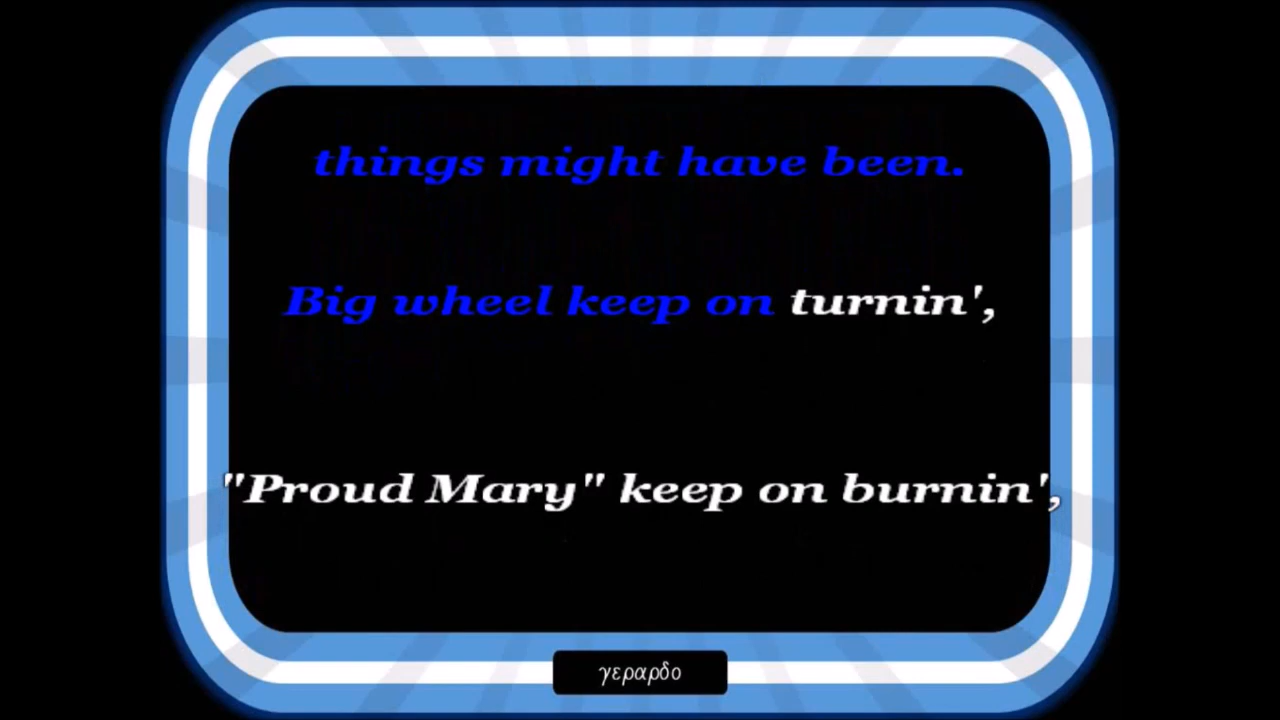 things might have been.
Big wheel keep on turnin',
"Proud Mary" keep on burnin',
γεραρδο